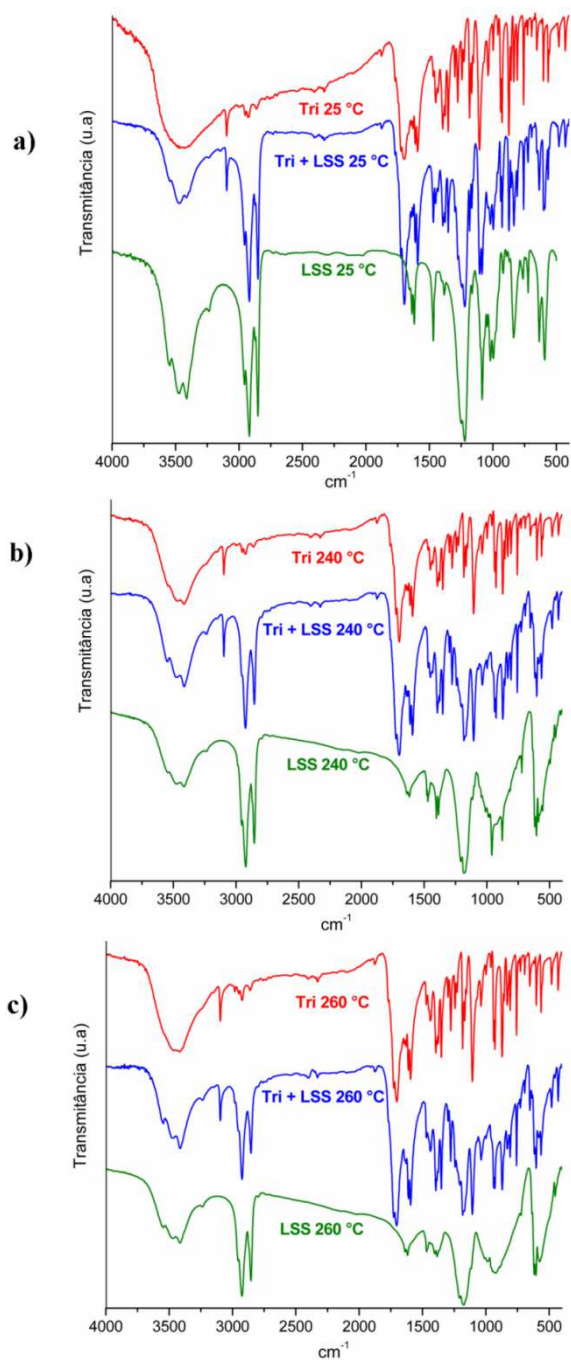 a)
Transmitância (u.a)
Tri 25 °C
Tri + LSS 25 °C
LSS 25 °C
4000 3500 3000 2500 2000 1500 1000 500
cm-1
b)
Transmitância (u.a)
Tri 240 °C
Tri + LSS 240 °C
LSS 240 °C
4000 3500 3000 2500 2000 1500 1000 500
cm-1
c)
Transmitância (u.a)
Tri 260 °C
Tri + LSS 260 °C
LSS 260 °C
4000 3500 3000 2500 2000 1500 1000 500
cm-1